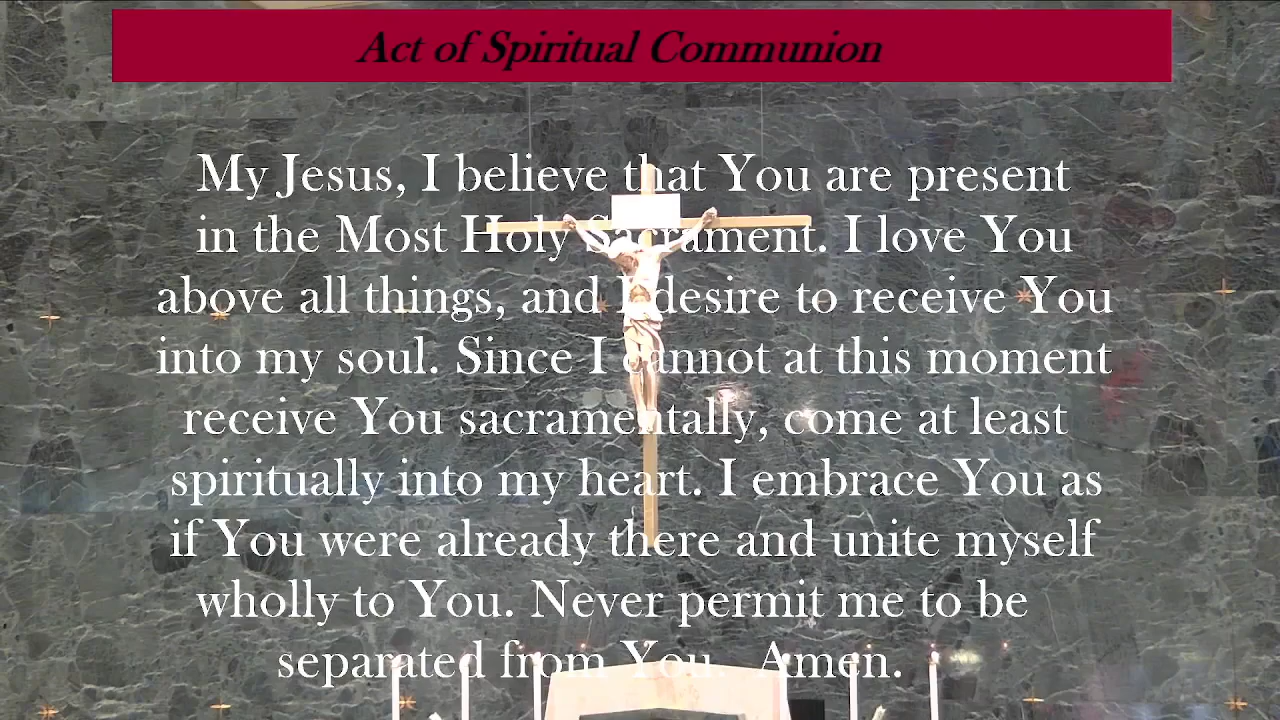 Act of Spiritual Communion
My Jesus, I believe that You are present
in the Most Holy Sacrament. I love You
above all things, and I desire to receive You
into my soul. Since I cannot at this moment
receive You sacramentally, come at least
spiritually into my heart. I embrace You as
if You were already there and unite myself
wholly to You. Never permit me to be
separated from You. Amen.